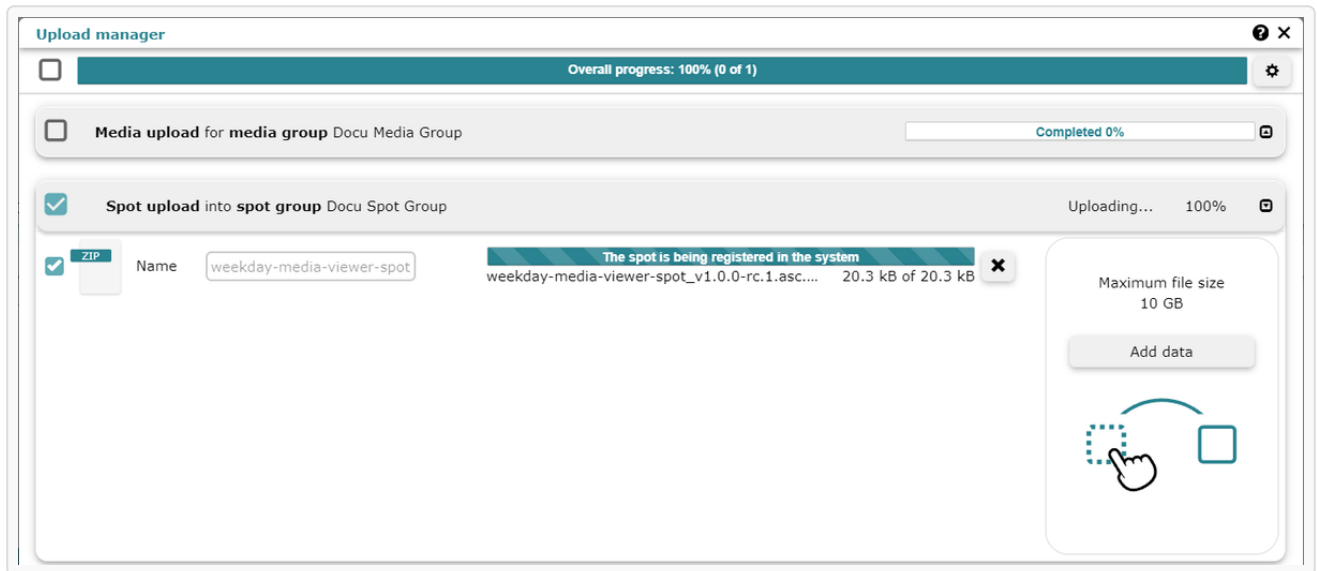 Upload manager
Overall progress: 100% (0 of 1)
Media upload for media group Docu Media Group
Completed 0%
Spot upload into spot group Docu Spot Group
Uploading... 100%
ZIP
Name
weekday-media-viewer-spot
The spot is being registered in the system
weekday-media-viewer-spot_v1.0.0-rc.1.asc.... 20.3 kB of 20.3 kB
Maximum file size
10 GB
Add data